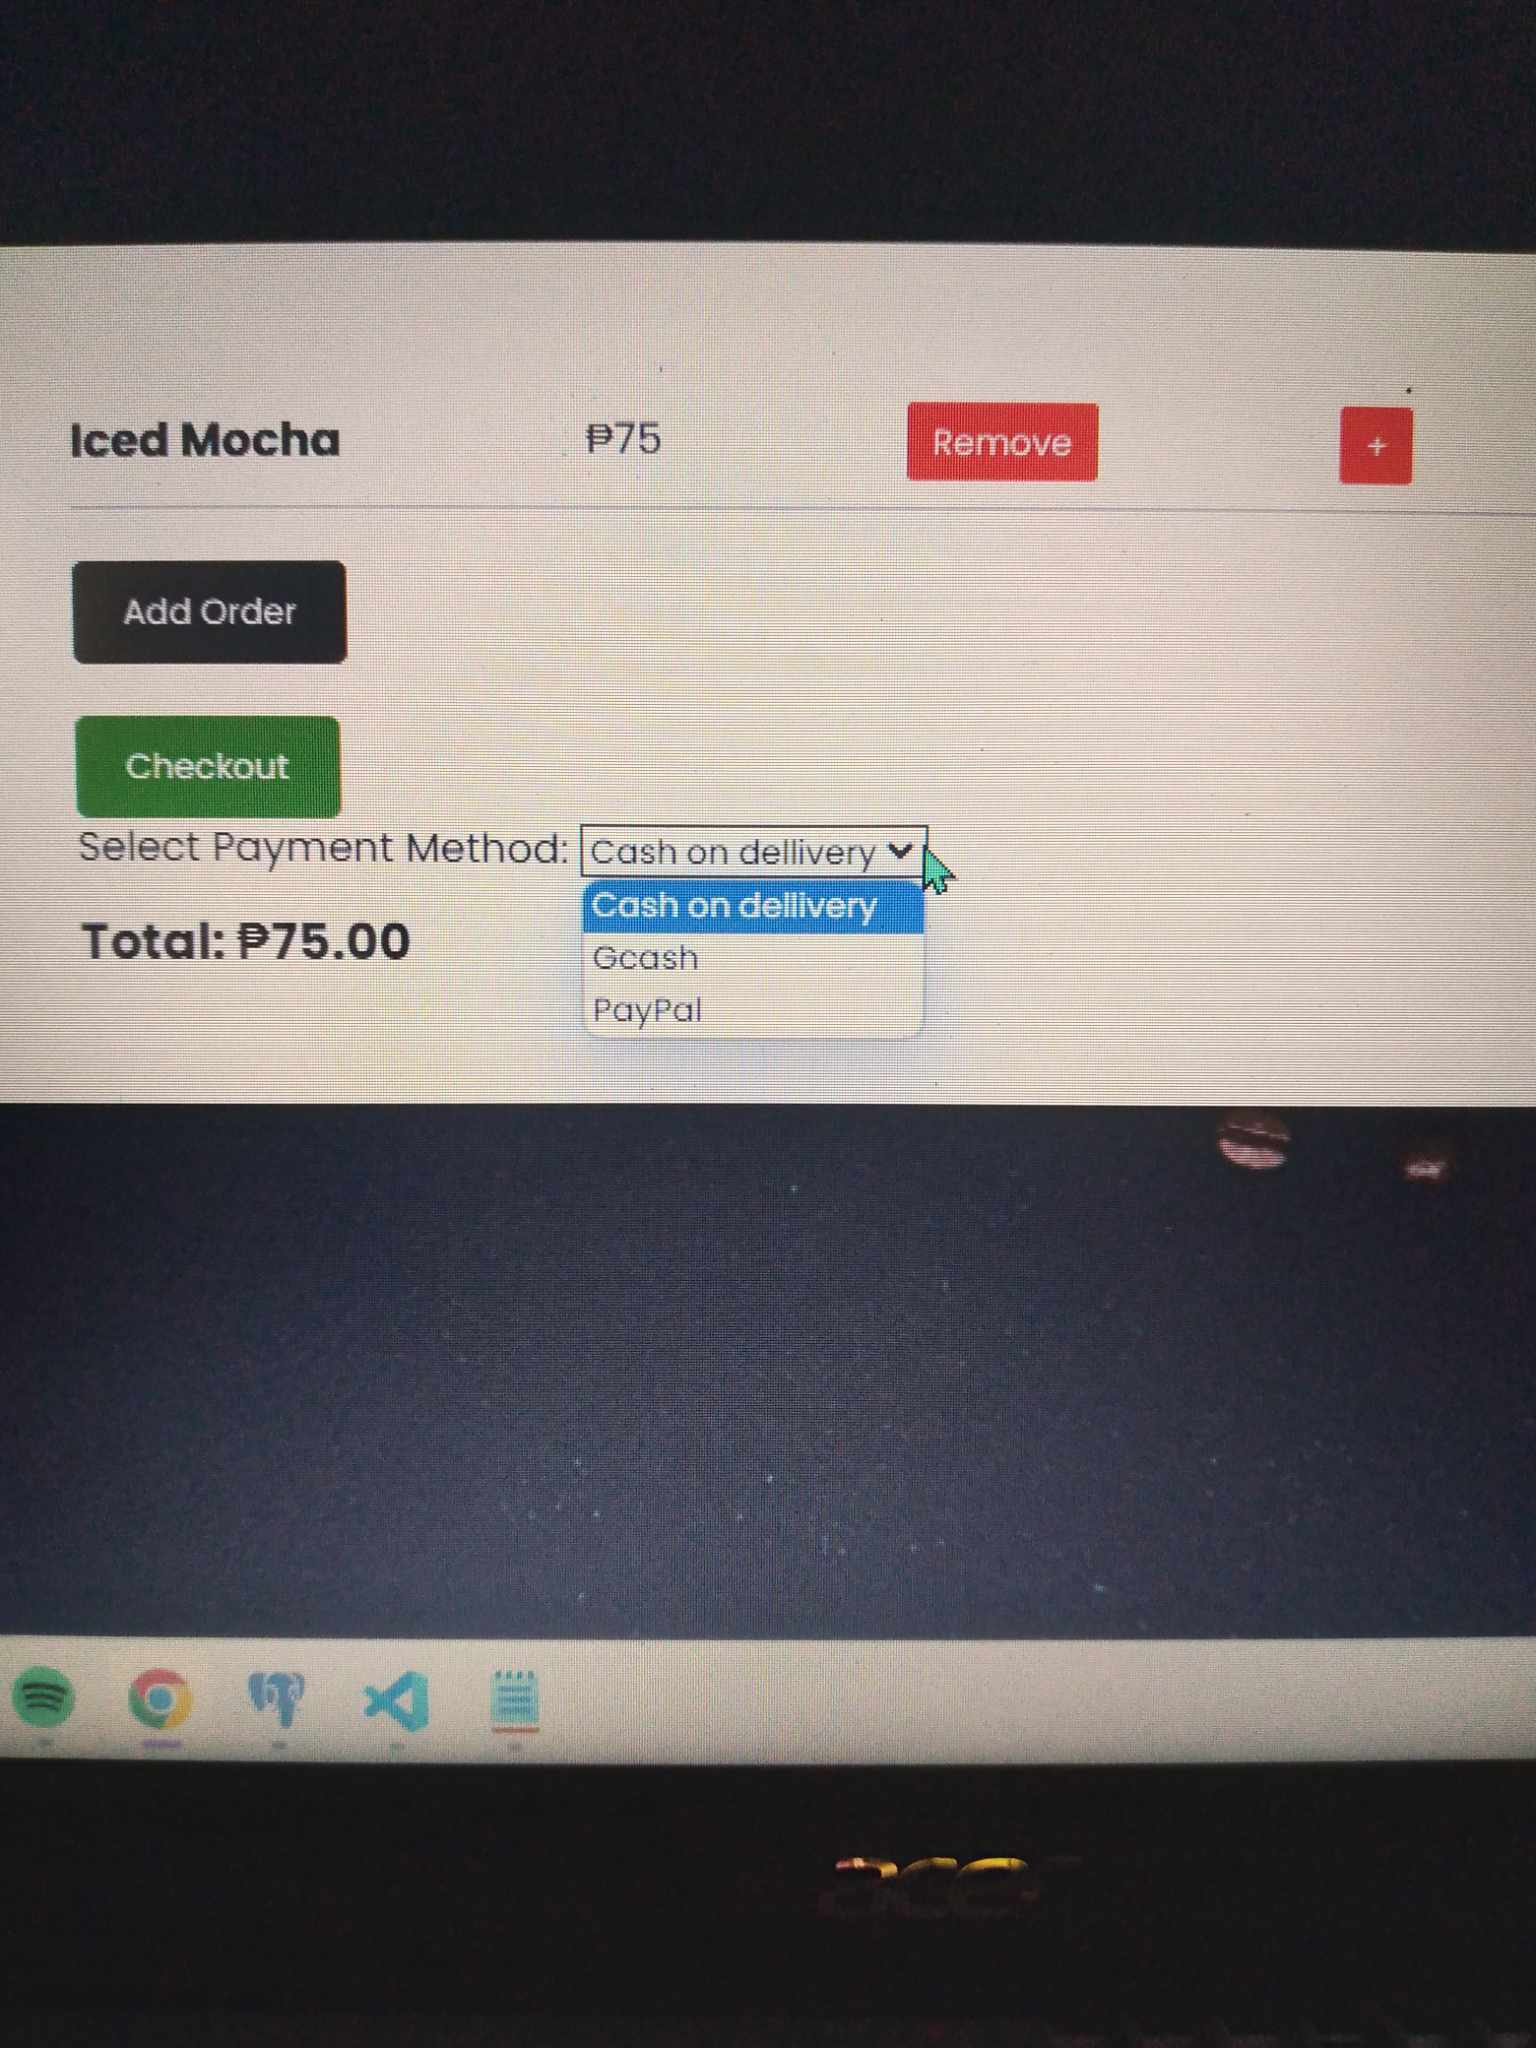 Iced Mocha ₱75 Remove +
Add Order
Checkout
Select Payment Method: Cash on dellivery
Cash on dellivery
Total: ₱75.00
Gcash
PayPal
acer